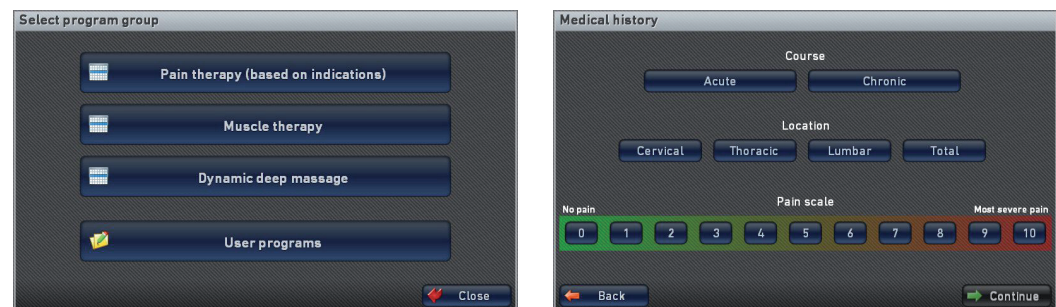 Select program group
Pain therapy (based on indications)
Muscle therapy
Dynamic deep massage
User programs
Close
Medical history
Course
Acute Chronic
Location
Cervical Thoracic Lumbar Total
Pain scale
No pain Most severe pain
0 1 2 3 4 5 6 7 8 9 10
Back Continue